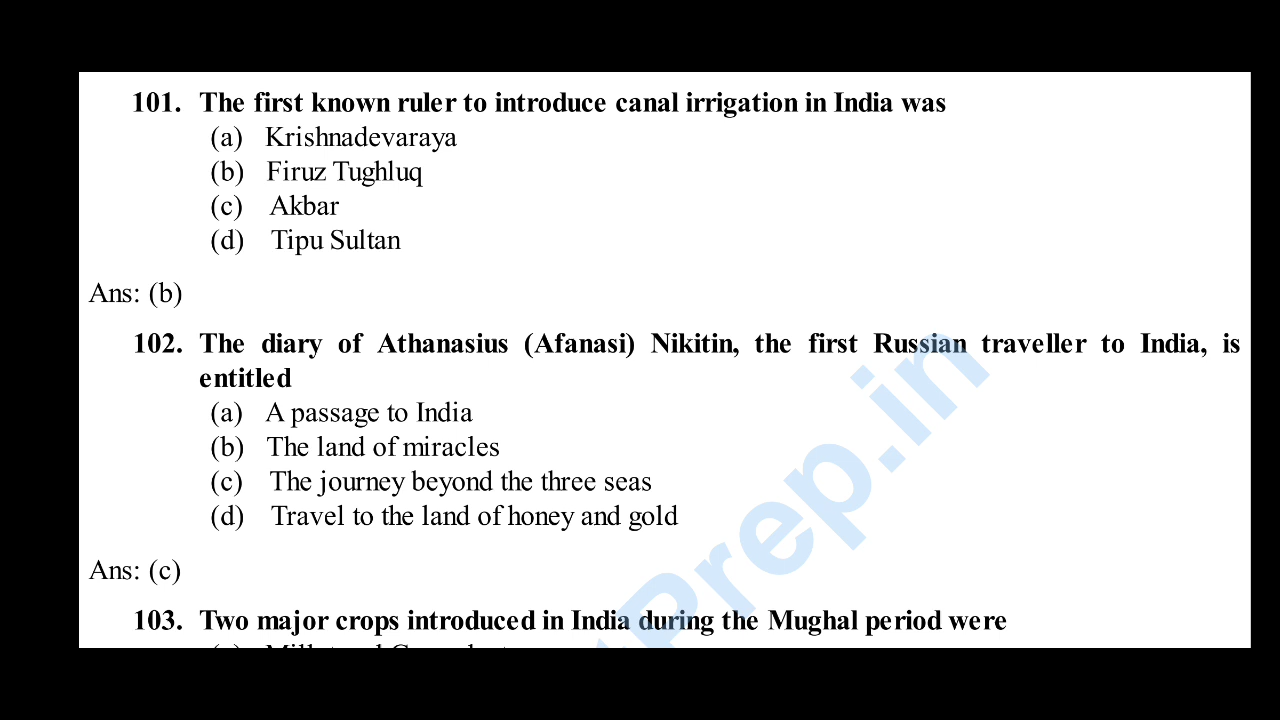 101. The first known ruler to introduce canal irrigation in India was
(a) Krishnadevaraya
(b) Firuz Tughluq
(c) Akbar
(d) Tipu Sultan
Ans: (b)
102. The diary of Athanasius (Afanasi) Nikitin, the first Russian traveller to India, is
entitled
(a) A passage to India
(b) The land of miracles
(c) The journey beyond the three seas
(d) Travel to the land of honey and gold
Ans: (c)
103. Two major crops introduced in India during the Mughal period were
Prep.in